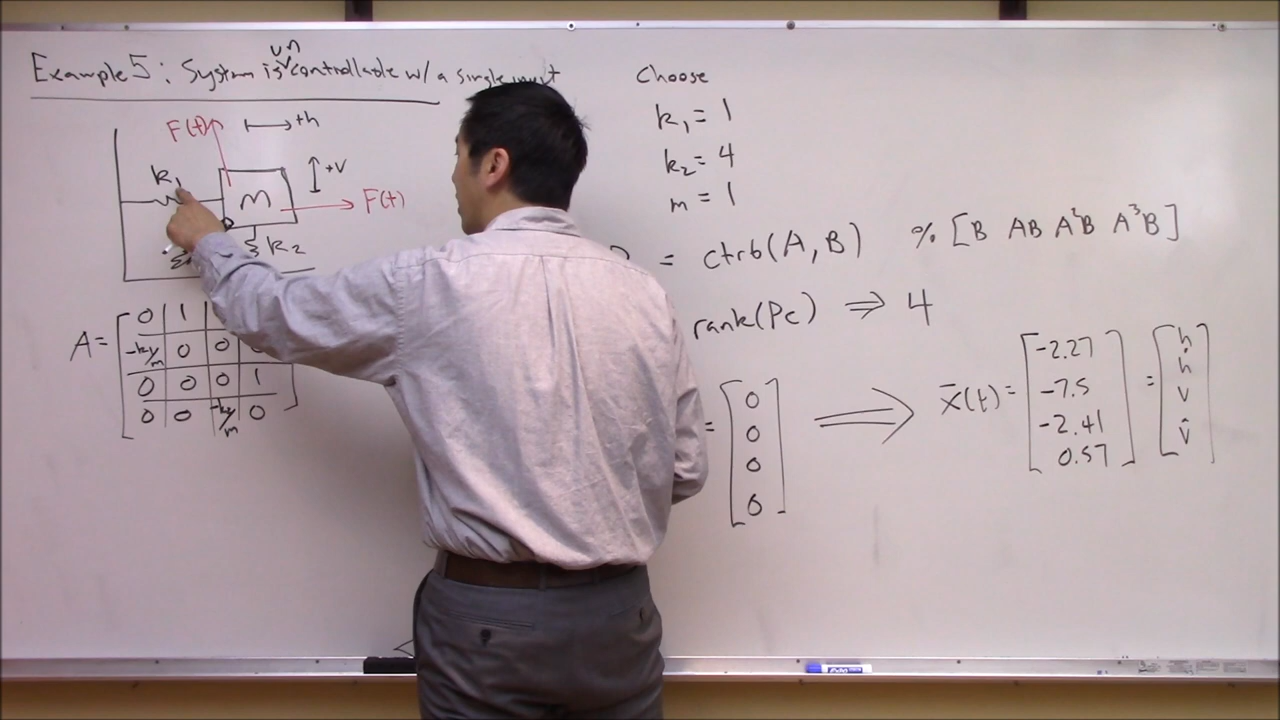 Example 5: System is un controllable w/ a single input
F(t)
+h
k₁
m
+v
F(t)
k₂
A =
0 1
-k₁/m 0 0 0
0 0 0 1
0 0 -k₂/m 0
Choose
k₁ = 1
k₂ = 4
m = 1
= ctrb(A, B) % [B AB A²B A³B]
rank(Pc) ⇒ 4
= [0 0 0 0] ⇒ x̄(t) =
-2.27
-7.5
-2.41
0.57
=
h
ḣ
v
v̇